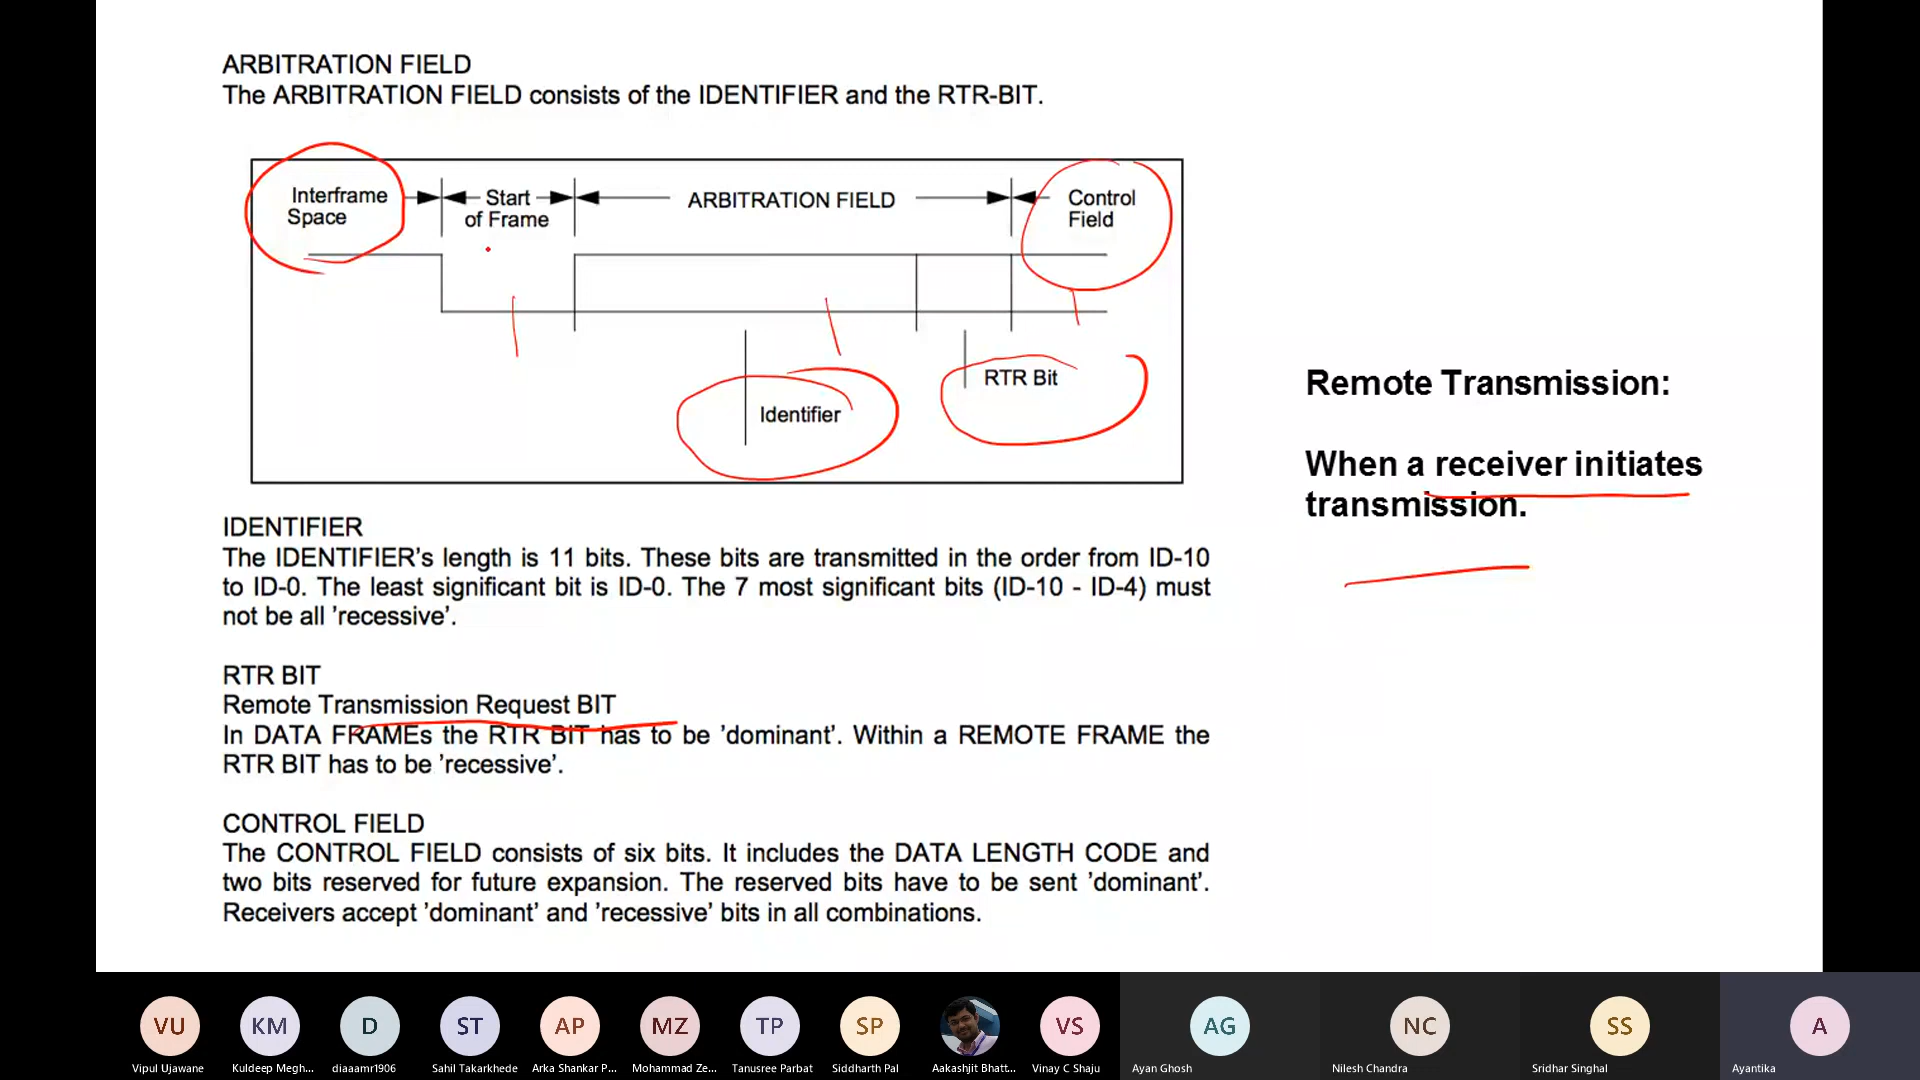 ARBITRATION FIELD
The ARBITRATION FIELD consists of the IDENTIFIER and the RTR-BIT.
Interframe
Space
Start
of Frame
ARBITRATION FIELD
Control
Field
RTR Bit
Identifier
Remote Transmission:
When a receiver initiates
transmission.
IDENTIFIER
The IDENTIFIER's length is 11 bits. These bits are transmitted in the order from ID-10
to ID-0. The least significant bit is ID-0. The 7 most significant bits (ID-10 - ID-4) must
not be all 'recessive'.
RTR BIT
Remote Transmission Request BIT
In DATA FRAMEs the RTR BIT has to be 'dominant'. Within a REMOTE FRAME the
RTR BIT has to be 'recessive'.
CONTROL FIELD
The CONTROL FIELD consists of six bits. It includes the DATA LENGTH CODE and
two bits reserved for future expansion. The reserved bits have to be sent 'dominant'.
Receivers accept 'dominant' and 'recessive' bits in all combinations.
VU KM D ST AP MZ TP SP VS AG NC SS A
Vipul Ujawane Kuldeep Megh... diaaamr1906 Sahil Takarkhede Arka Shankar P... Mohammad Ze... Tanusree Parbat Siddharth Pal Aakashjit Bhatt... Vinay C Shaju Ayan Ghosh Nilesh Chandra Sridhar Singhal Ayantika